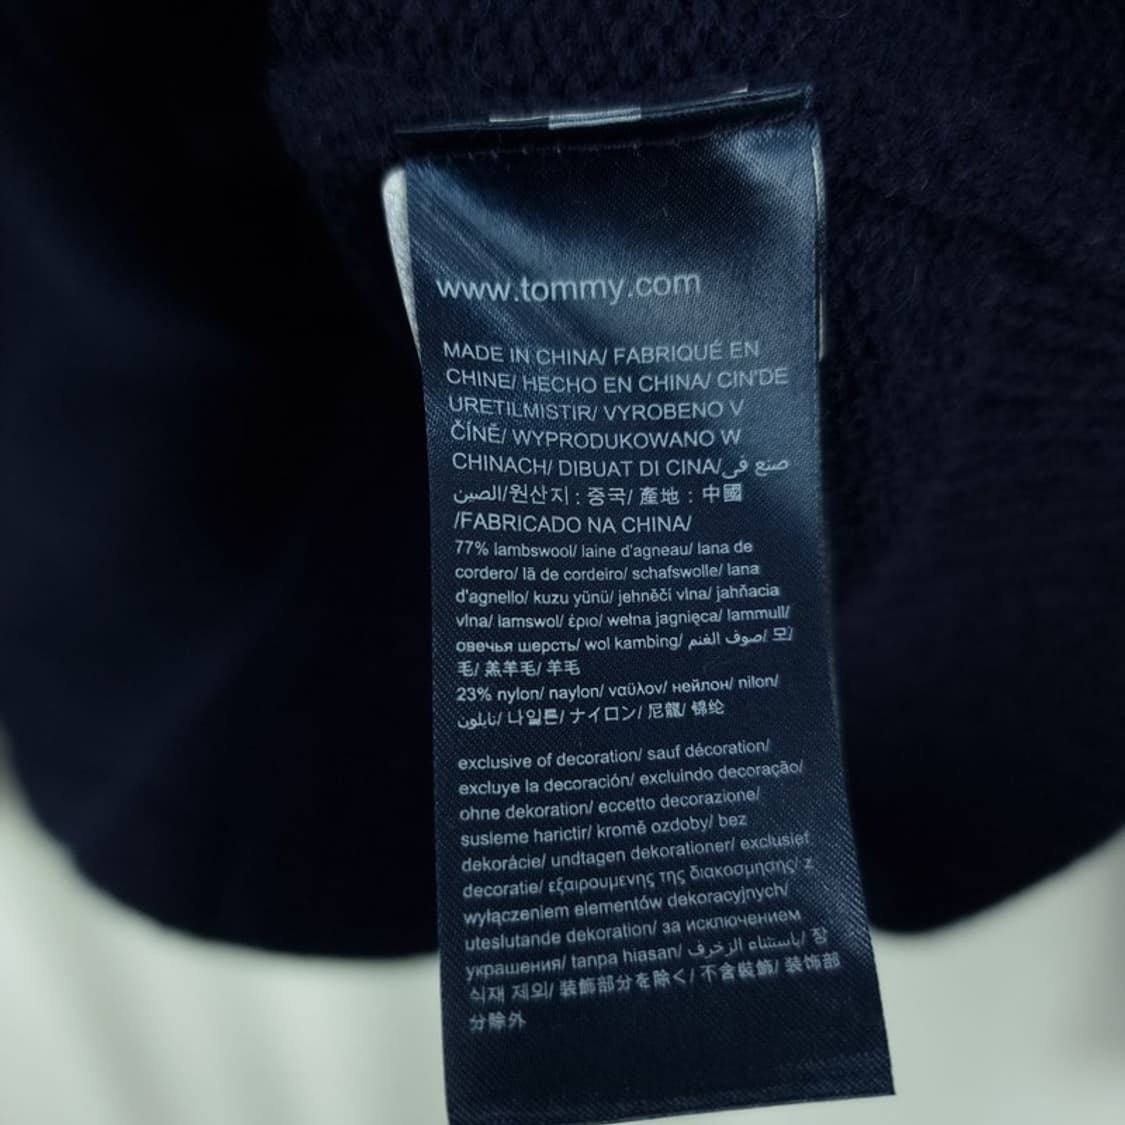 www.tommy.com
MADE IN CHINA/ FABRIQUÉ EN
CHINE/ HECHO EN CHINA/ CIN'DE
URETILMISTIR/ VYROBENO V
ČÍNĚ/ WYPRODUKOWANO W
CHINACH/ DIBUAT DI CINA/ صنع في
الصين/원산지 : 중국/ 產地 : 中國
/FABRICADO NA CHINA/
77% lambswool/ laine d'agneau/ lana de
cordero/ lã de cordeiro/ schafswolle/ lana
d'agnello/ kuzu yünü/ jehněčí vlna/ jahňacia
vlna/ lamswol/ έριο/ wełna jagnięca/ lammull/
овечья шерсть/ wol kambing/ صوف الغنم/ 모/
毛/ 羔羊毛/ 羊毛
23% nylon/ naylon/ ναϋλον/ нейлон/ nilon/
نايلون/ 나일론/ ナイロン/ 尼龍/ 锦纶
exclusive of decoration/ sauf décoration/
excluye la decoración/ excluindo decoração/
ohne dekoration/ eccetto decorazione/
susleme harictir/ kromě ozdoby/ bez
dekorácie/ undtagen dekorationer/ exclusief
decoratie/ εξαιρουμενης της διακοσμησης/ z
wyłączeniem elementów dekoracyjnych/
uteslutande dekoration/ за исключением
украшения/ tanpa hiasan/ باستثناء الزخرف/ 장
식재 제외/ 装飾部分を除く/ 不含裝飾/ 装饰部
分除外